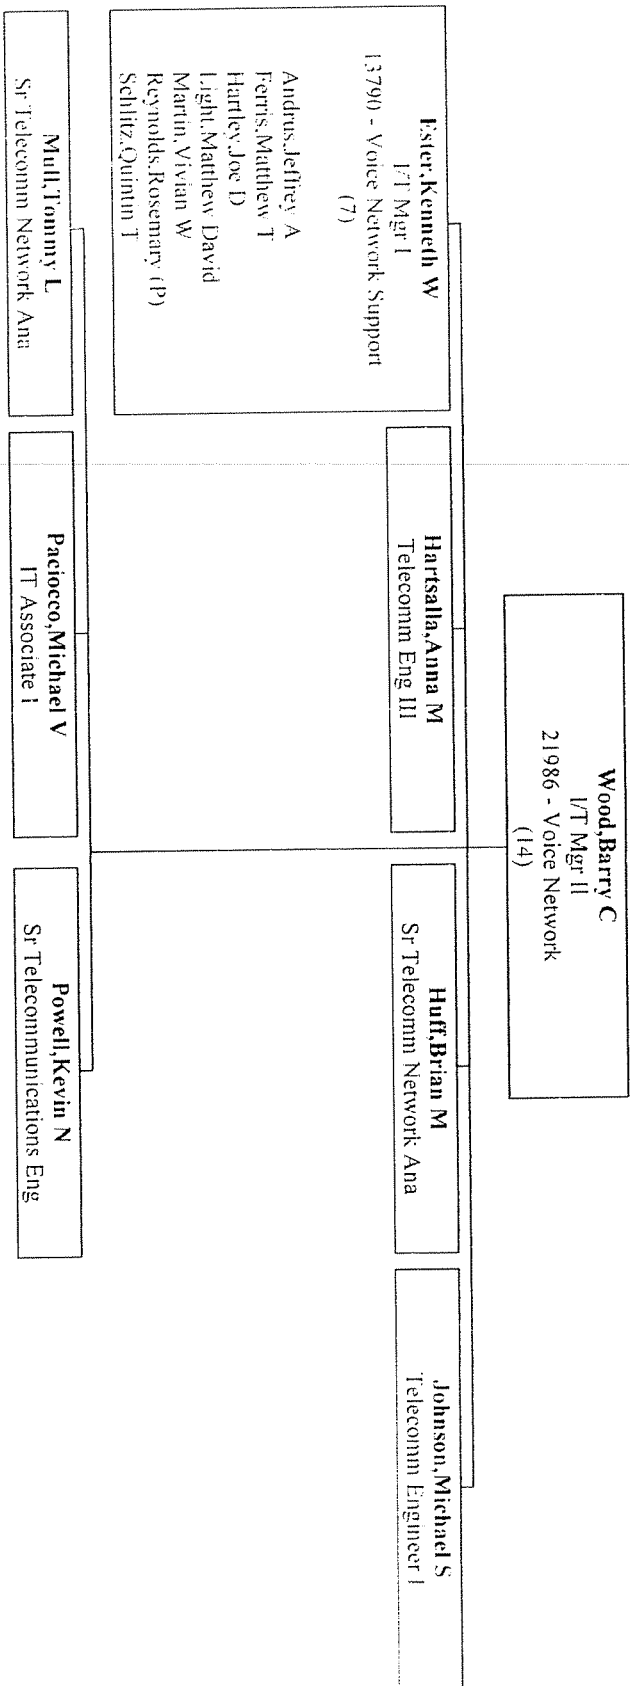 Wood,Barry C
I/T Mgr II
21986 - Voice Network
(14)
Ester,Kenneth W
I/T Mgr I
13790 - Voice Network Support
(7)
Andrus,Jeffrey A
Ferris,Matthew T
Hartley,Joe D
Light,Matthew David
Martin,Vivian W
Reynolds,Rosemary (P)
Schlitz,Quintin T
Hartsalla,Anna M
Telecomm Eng III
Huff,Brian M
Sr Telecomm Network Ana
Johnson,Michael S
Telecomm Engineer I
Mull,Tommy L
Sr Telecomm Network Ana
Paciocco,Michael V
IT Associate I
Powell,Kevin N
Sr Telecommunications Eng